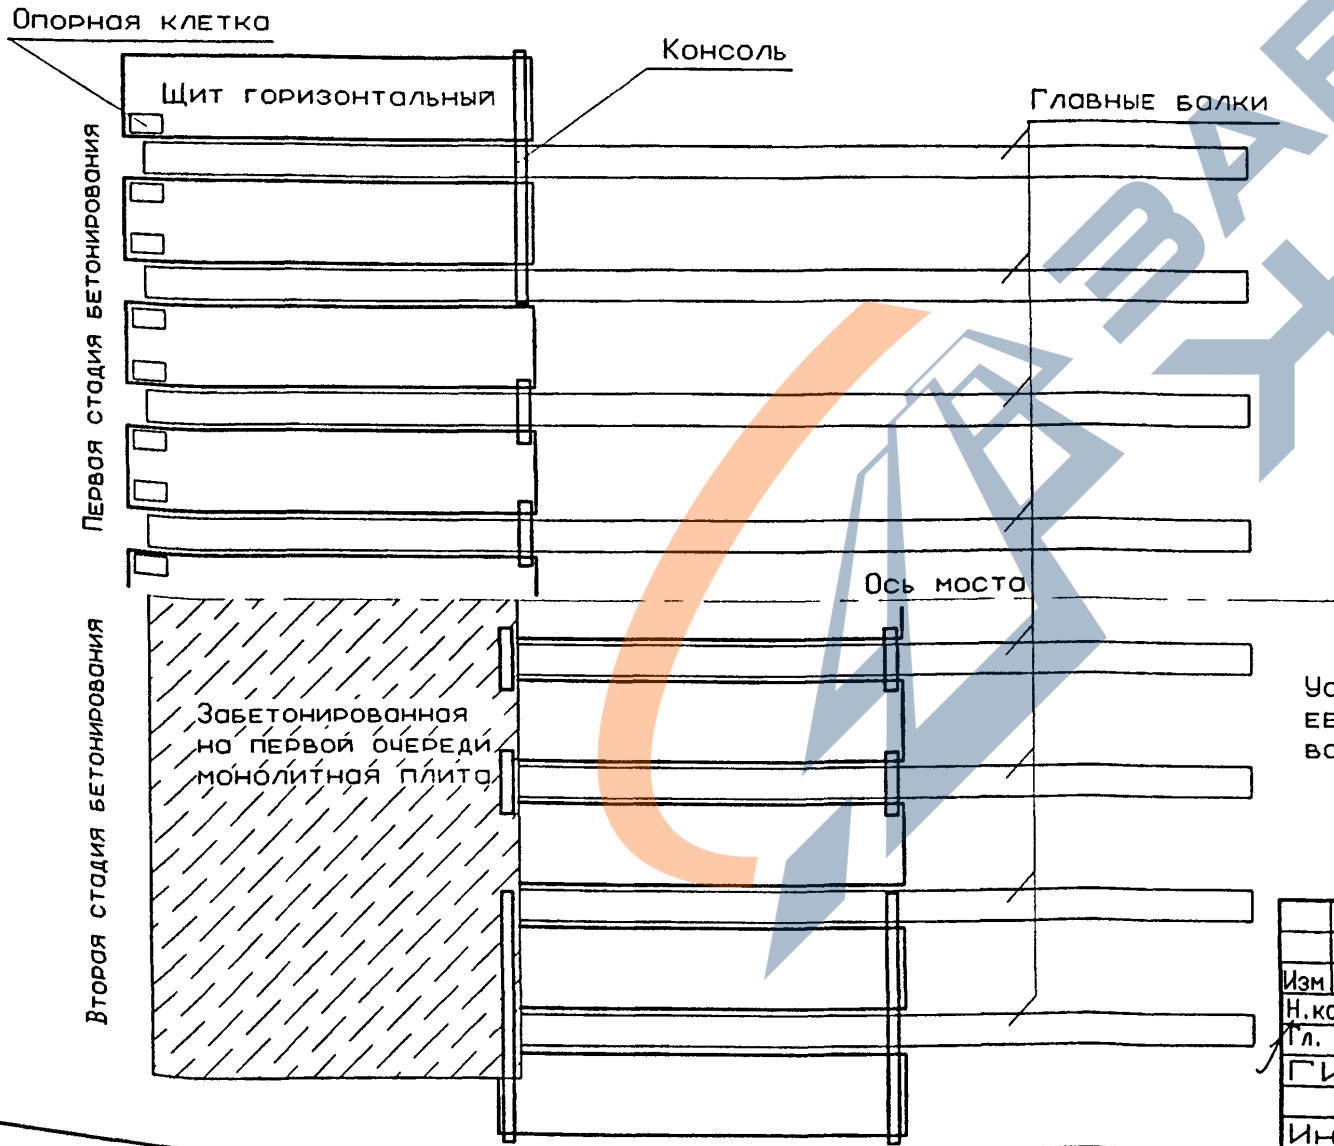 Опорная клетка
Консоль
Щит горизонтальный
Главные балки
Первая стадия бетонирования
Ось моста
Вторая стадия бетонирования
Забетонированная
на первой очереди
монолитная плита
Изм
Гл.